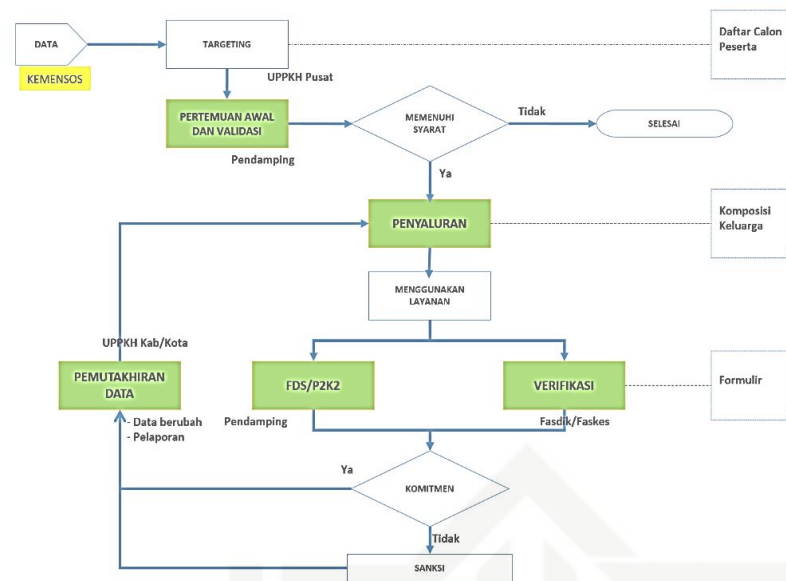 DATA
KEMENSOS
TARGETING
Daftar Calon
Peserta
UPPKH Pusat
PERTEMUAN AWAL
DAN VALIDASI
Pendamping
MEMENUHI
SYARAT
Tidak
SELESAI
Ya
PENYALURAN
Komposisi
Keluarga
MENGGUNAKAN
LAYANAN
UPPKH Kab/Kota
PEMUTAKHIRAN
DATA
- Data berubah
- Pelaporan
FDS/P2K2
Pendamping
VERIFIKASI
Fasdik/Faskes
Formulir
Ya
KOMITMEN
Tidak
SANKSI